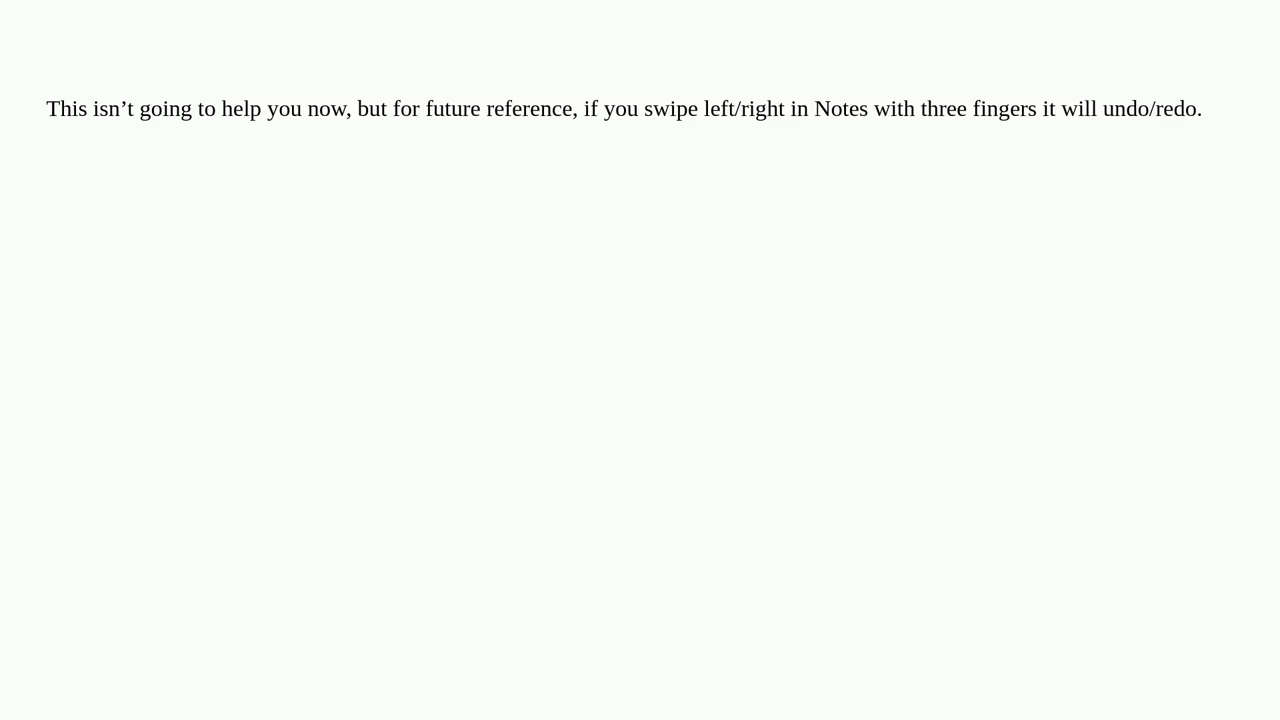 This isn’t going to help you now, but for future reference, if you swipe left/right in Notes with three fingers it will undo/redo.